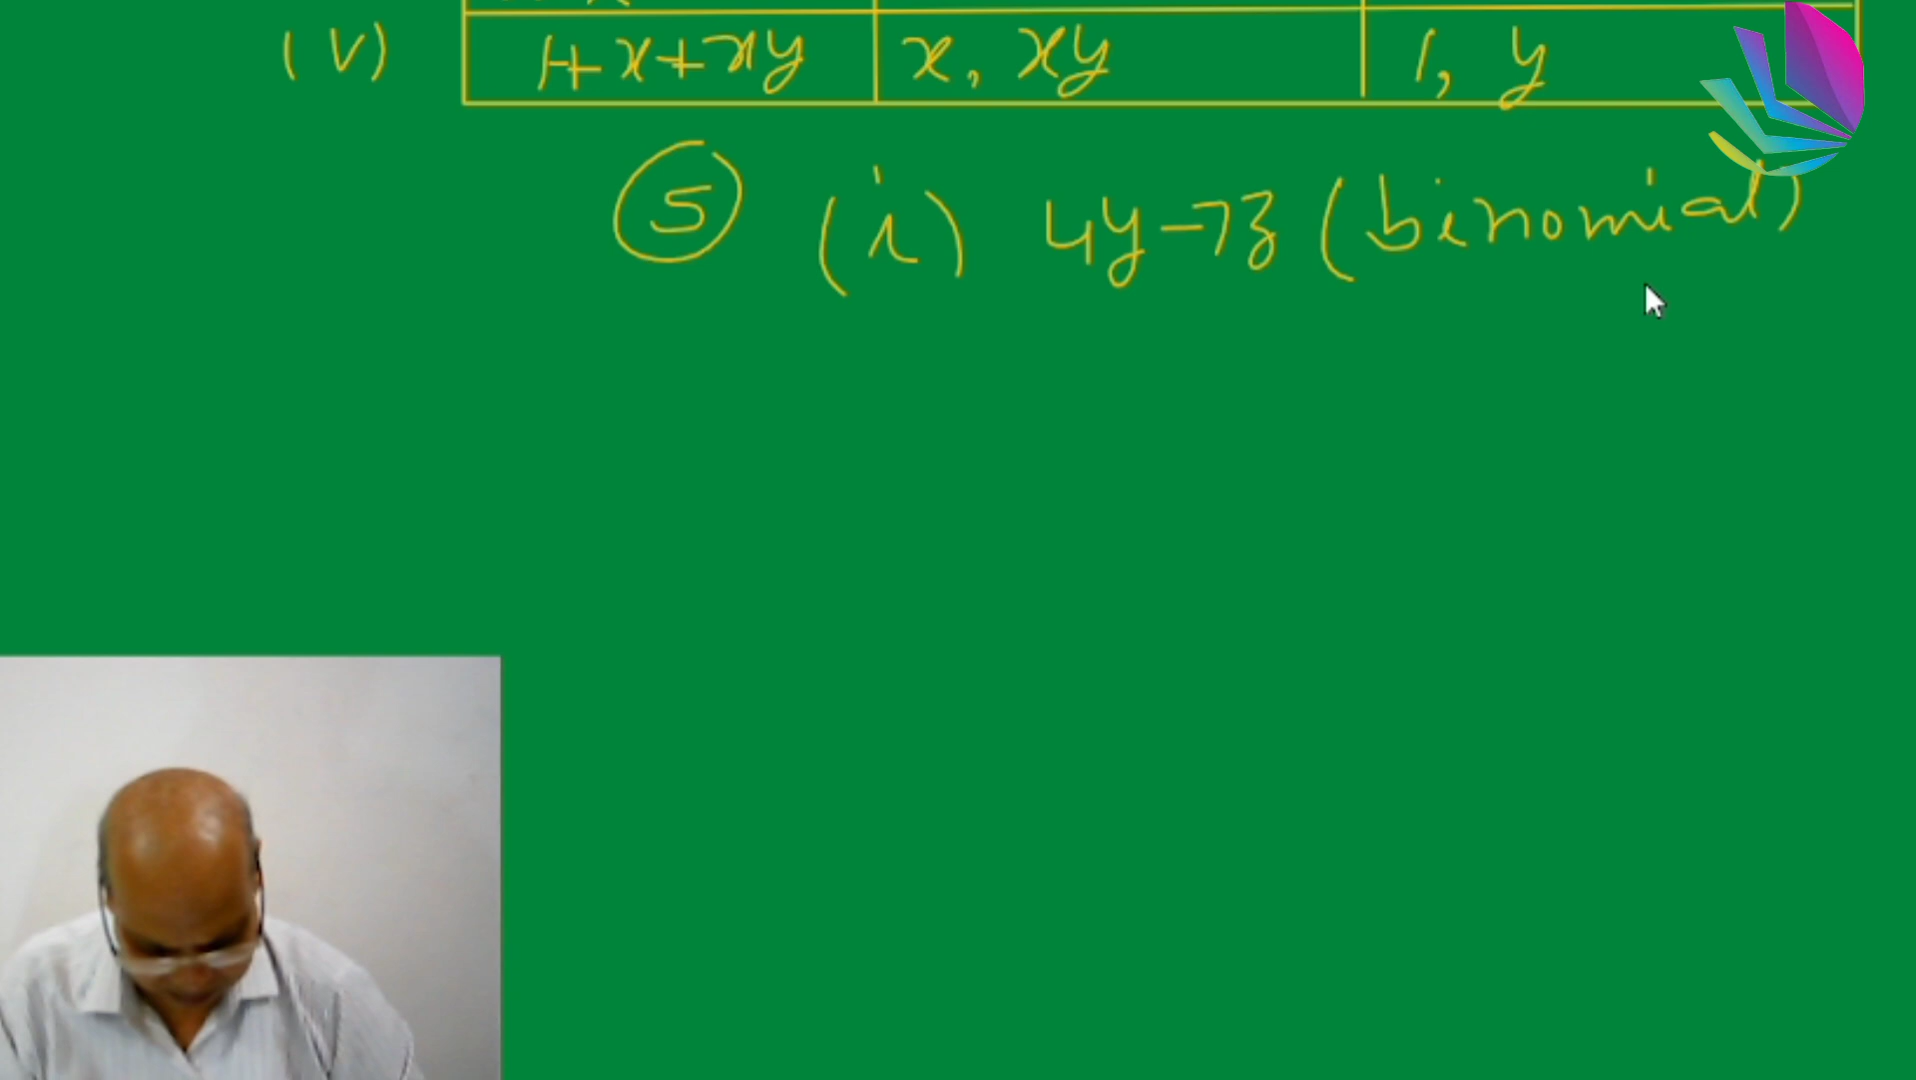 (V) 1+x+xy x, xy 1, y
5 (i) 4y-7z (binomial)